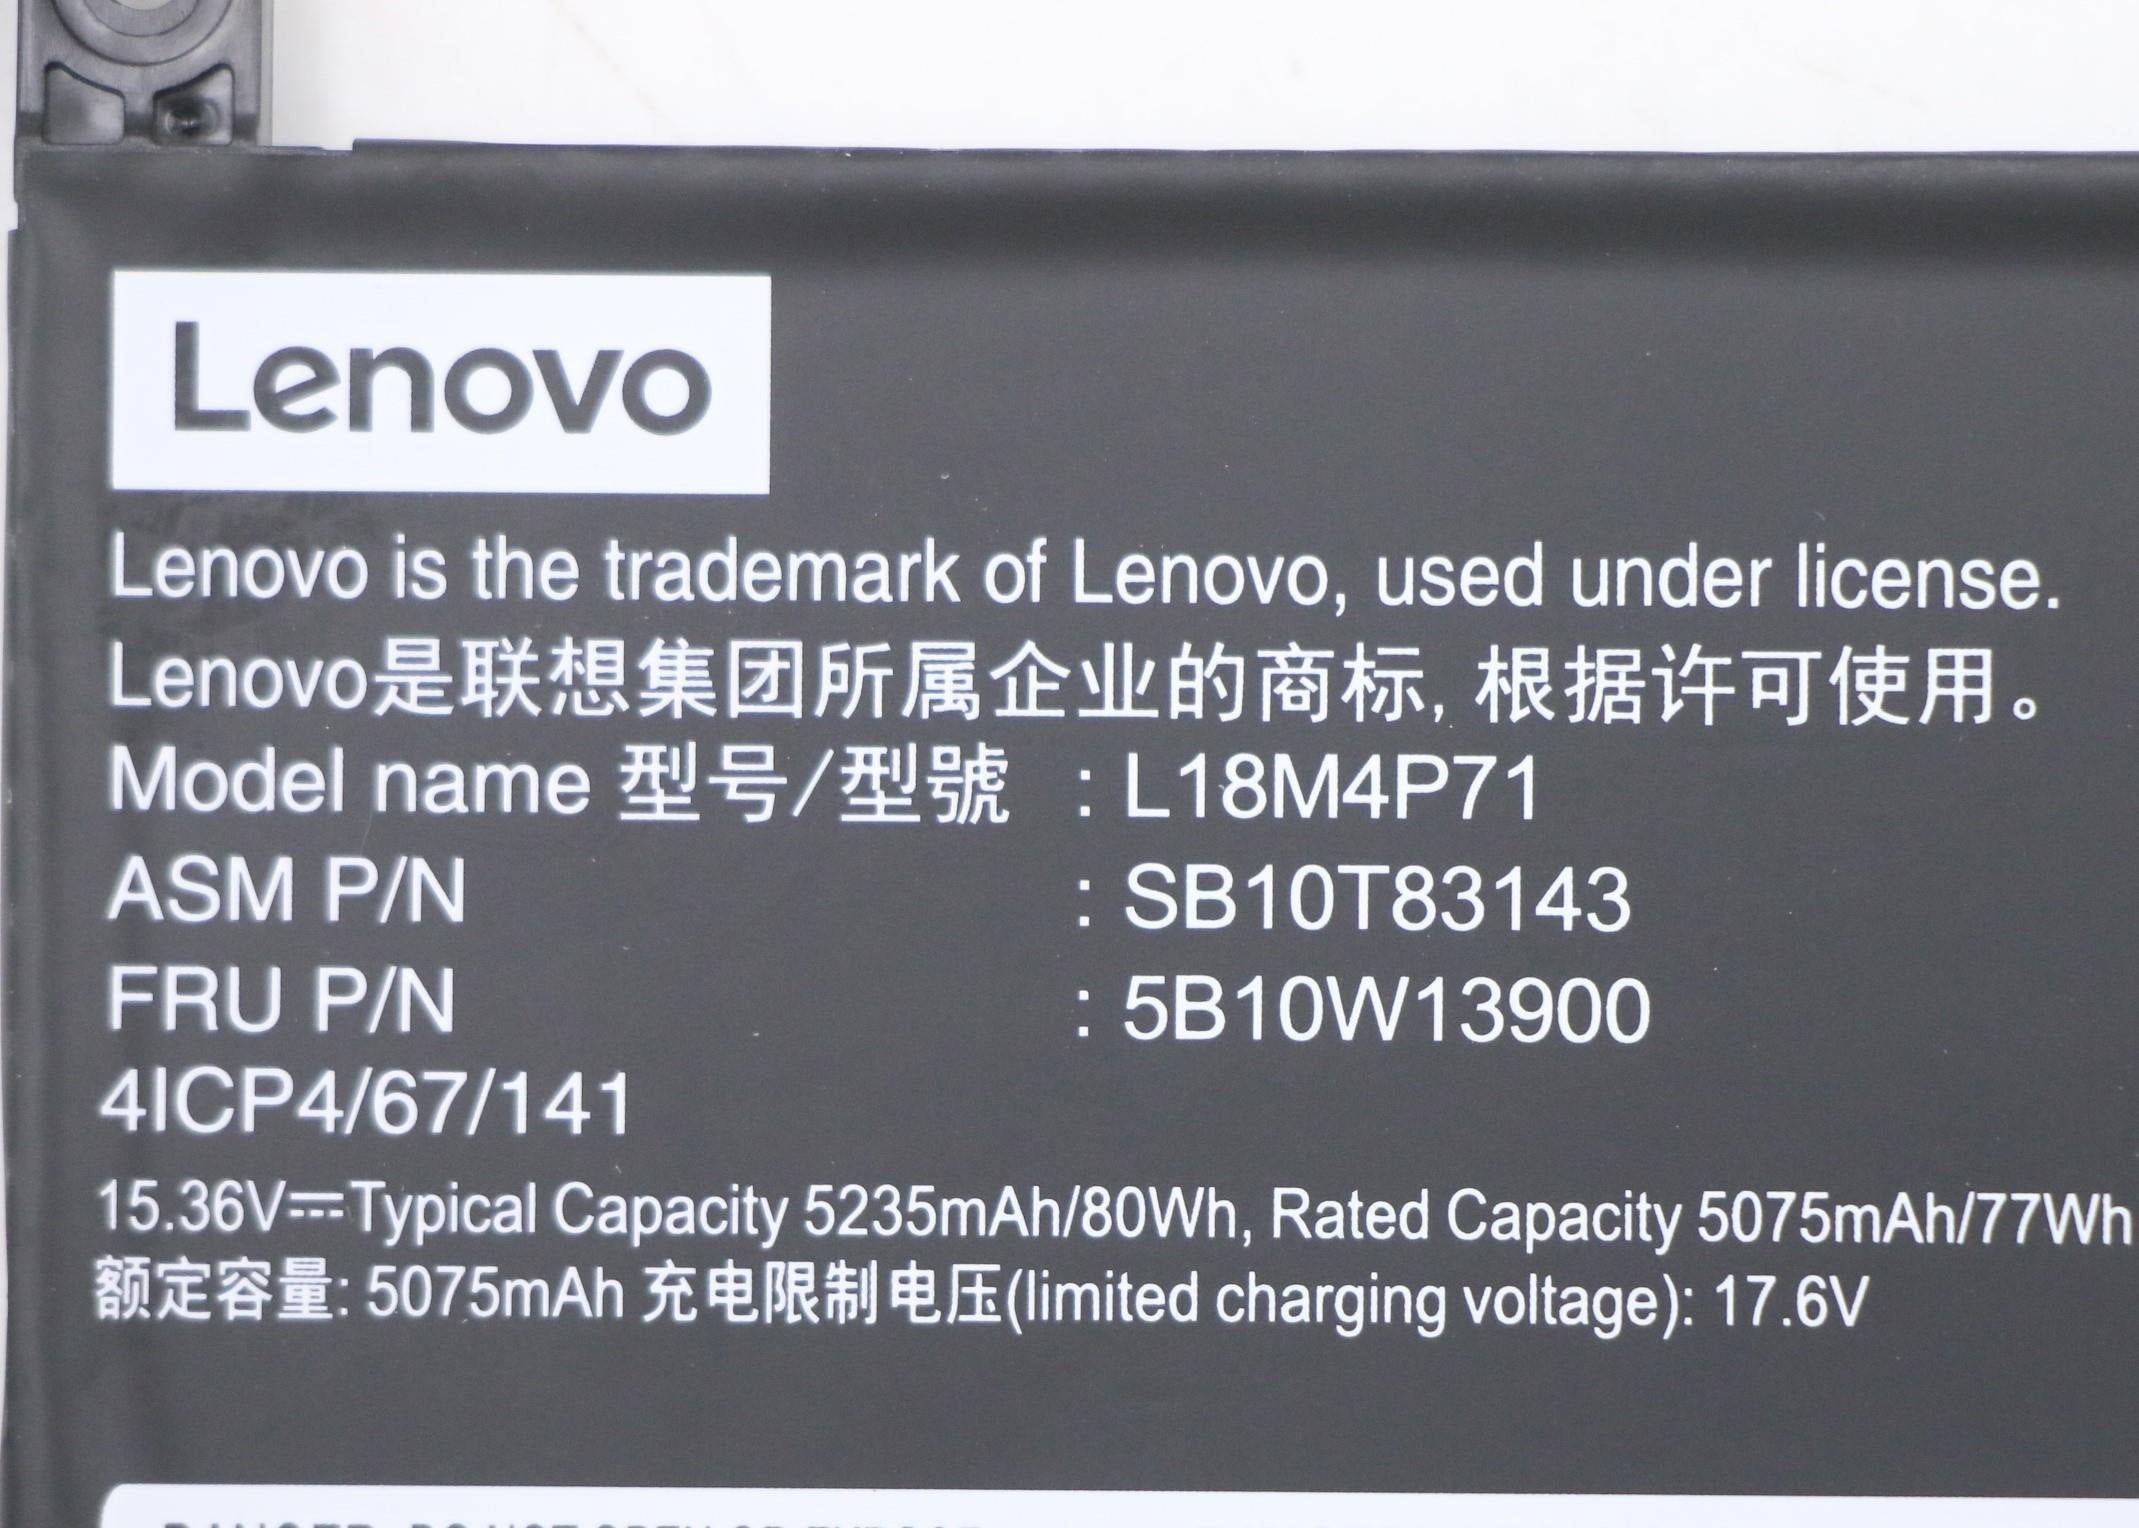 Lenovo
Lenovo is the trademark of Lenovo, used under license.
Lenovo是联想集团所属企业的商标, 根据许可使用。
Model name 型号/型號 : L18M4P71
ASM P/N : SB10T83143
FRU P/N : 5B10W13900
4ICP4/67/141
15.36V⎓Typical Capacity 5235mAh/80Wh, Rated Capacity 5075mAh/77Wh
额定容量: 5075mAh 充电限制电压(limited charging voltage): 17.6V